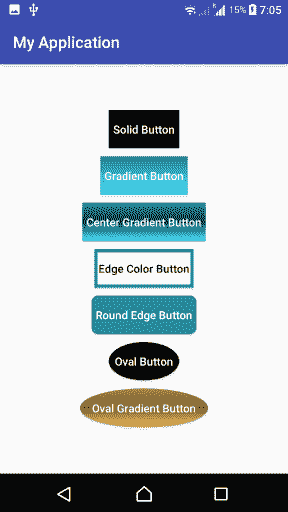 15% 7:05
My Application
Solid Button
Gradient Button
Center Gradient Button
Edge Color Button
Round Edge Button
Oval Button
Oval Gradient Button